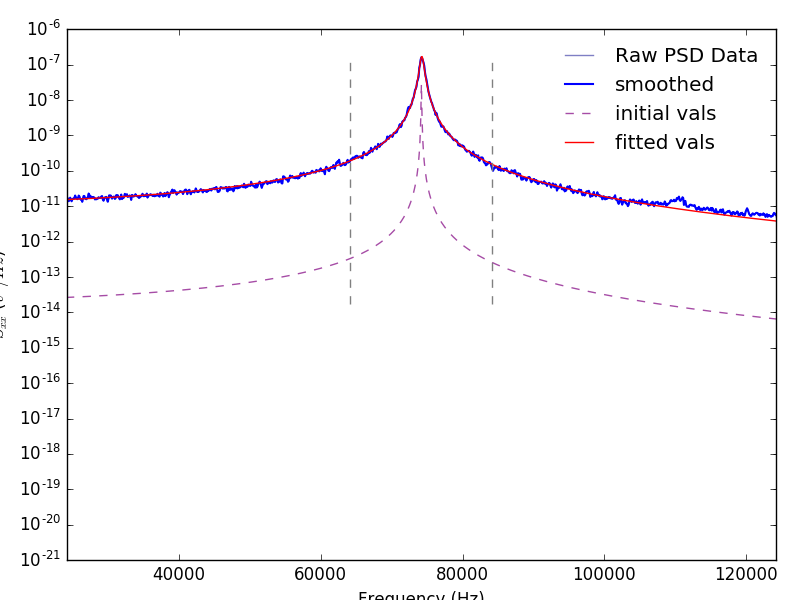 10^-6
10^-7
10^-8
10^-9
10^-10
10^-11
10^-12
10^-13
10^-14
10^-15
10^-16
10^-17
10^-18
10^-19
10^-20
10^-21
Raw PSD Data
smoothed
initial vals
fitted vals
40000 60000 80000 100000 120000
Frequency (Hz)